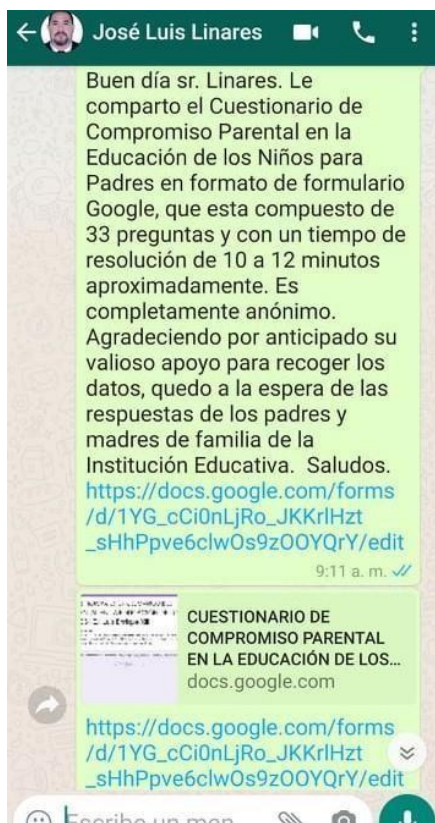 José Luis Linares
Buen día sr. Linares. Le
comparto el Cuestionario de
Compromiso Parental en la
Educación de los Niños para
Padres en formato de formulario
Google, que esta compuesto de
33 preguntas y con un tiempo de
resolución de 10 a 12 minutos
aproximadamente. Es
completamente anónimo.
Agradeciendo por anticipado su
valioso apoyo para recoger los
datos, quedo a la espera de las
respuestas de los padres y
madres de familia de la
Institución Educativa.  Saludos.
https://docs.google.com/forms
/d/1YG_cCi0nLjRo_JKKrlHzt
_sHhPpve6clwOs9zOOYQrY/edit
9:11 a. m.
CUESTIONARIO DE
COMPROMISO PARENTAL
EN LA EDUCACIÓN DE LOS...
docs.google.com
https://docs.google.com/forms
/d/1YG_cCi0nLjRo_JKKrlHzt
_sHhPpve6clwOs9zOOYQrY/edit
Escribe un men